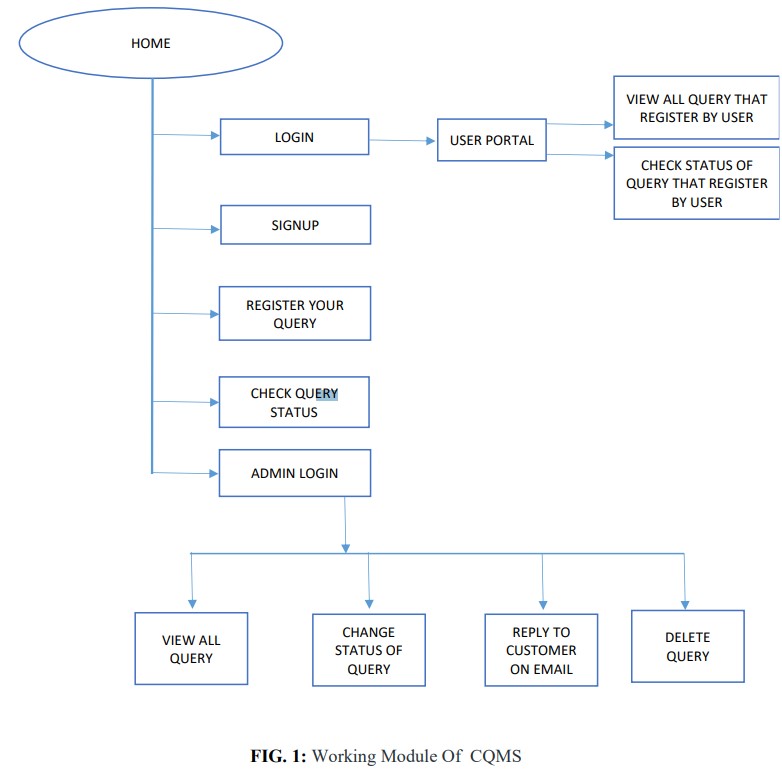 HOME
LOGIN
USER PORTAL
VIEW ALL QUERY THAT
REGISTER BY USER
CHECK STATUS OF
QUERY THAT REGISTER
BY USER
SIGNUP
REGISTER YOUR
QUERY
CHECK QUERY
STATUS
ADMIN LOGIN
VIEW ALL
QUERY
CHANGE
STATUS OF
QUERY
REPLY TO
CUSTOMER
ON EMAIL
DELETE
QUERY
FIG. 1: Working Module Of CQMS